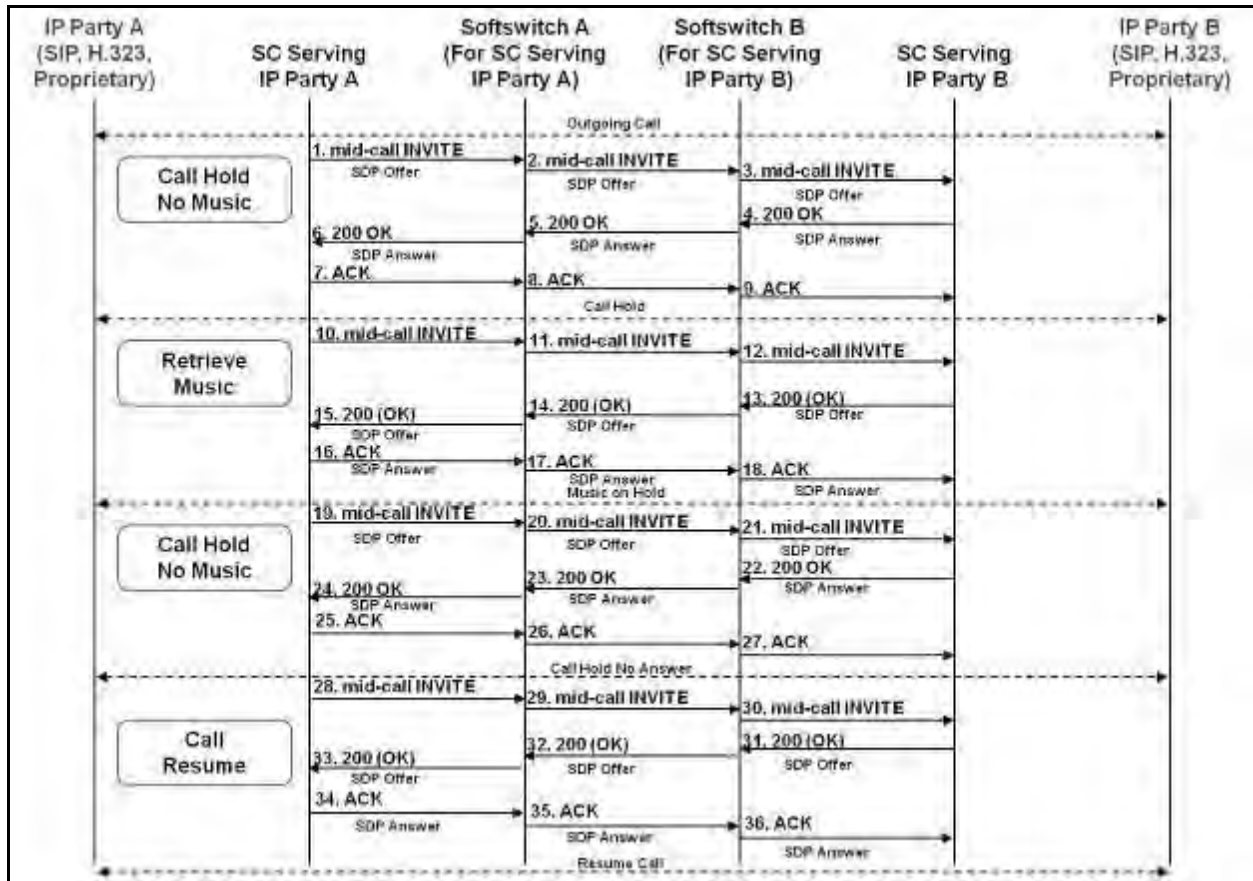 IP Party A
(SIP, H.323,
Proprietary)
SC Serving
IP Party A
Softswitch A
(For SC Serving
IP Party A)
Softswitch B
(For SC Serving
IP Party B)
SC Serving
IP Party B
IP Party B
(SIP, H.323,
Proprietary)
Outgoing Call
Call Hold
No Music
1. mid-call INVITE
SDP Offer
2. mid-call INVITE
SDP Offer
3. mid-call INVITE
SDP Offer
4. 200 OK
SDP Answer
5. 200 OK
SDP Answer
6. 200 OK
SDP Answer
7. ACK
8. ACK
9. ACK
Call Hold
Retrieve
Music
10. mid-call INVITE
11. mid-call INVITE
12. mid-call INVITE
13. 200 (OK)
SDP Offer
14. 200 (OK)
SDP Offer
15. 200 (OK)
SDP Offer
16. ACK
SDP Answer
17. ACK
SDP Answer
18. ACK
SDP Answer
Music on Hold
Call Hold
No Music
19. mid-call INVITE
SDP Offer
20. mid-call INVITE
SDP Offer
21. mid-call INVITE
SDP Offer
22. 200 OK
SDP Answer
23. 200 OK
SDP Answer
24. 200 OK
SDP Answer
25. ACK
26. ACK
27. ACK
Call Hold No Answer
Call
Resume
28. mid-call INVITE
29. mid-call INVITE
30. mid-call INVITE
31. 200 (OK)
SDP Offer
32. 200 (OK)
SDP Offer
33. 200 (OK)
SDP Offer
34. ACK
SDP Answer
35. ACK
SDP Answer
36. ACK
SDP Answer
Resume Call